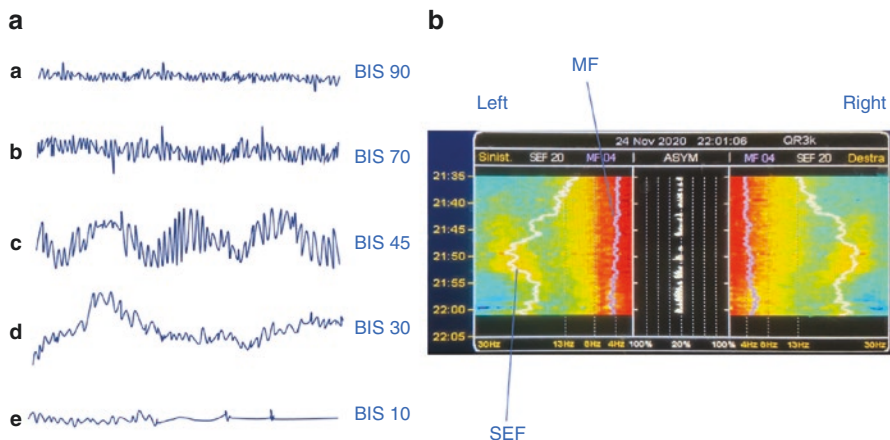 a
a
BIS 90
b
BIS 70
c
BIS 45
d
BIS 30
e
BIS 10
b
MF
Left
Right
24 Nov 2020 22:01:06 QR3k
Sinist. SEF 20 MF 04 ASYM MF 04 SEF 20 Destra
21:35
21:40
21:45
21:50
21:55
22:00
22:05
30Hz 13Hz 8Hz 4Hz 100% 20% 100% 4Hz 8Hz 13Hz 30Hz
SEF